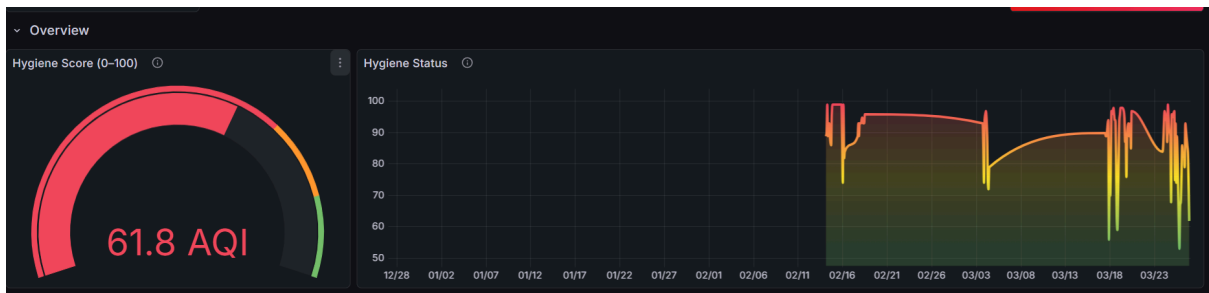 Overview
Hygiene Score (0–100)
61.8 AQI
Hygiene Status
100
90
80
70
60
50
12/28 01/02 01/07 01/12 01/17 01/22 01/27 02/01 02/06 02/11 02/16 02/21 02/26 03/03 03/08 03/13 03/18 03/23